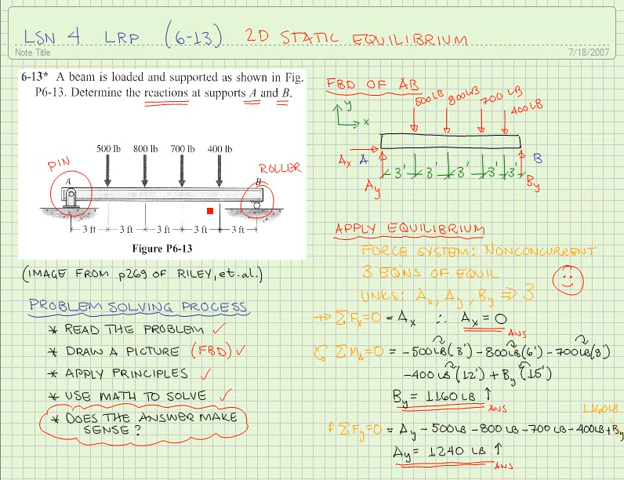 LSN 4 LRP (6-13) 2D STATIC EQUILIBRIUM
Note Title
7/18/2007
6-13* A beam is loaded and supported as shown in Fig.
P6-13. Determine the reactions at supports A and B.
500 lb 800 lb 700 lb 400 lb
PIN
ROLLER
A
B
3 ft 3 ft 3 ft 3 ft 3 ft
Figure P6-13
(IMAGE FROM p269 OF RILEY, et. al.)
PROBLEM SOLVING PROCESS
* READ THE PROBLEM ✓
* DRAW A PICTURE (FBD) ✓
* APPLY PRINCIPLES ✓
* USE MATH TO SOLVE ✓
* DOES THE ANSWER MAKE
SENSE?
FBD OF AB
500LB 800LB 700 LB
400LB
y
x
Ax A
B
3' 3' 3' 3' 3'
Ay
By
APPLY EQUILIBRIUM
FORCE SYSTEM: NONCONCURRENT
3 EQNS OF EQUIL
UNKS: Ax, Ay, By ⇒ 3
→+ ΣFx=0 = Ax ∴ Ax = 0
ANS
ΣMA=0 = -500LB(3') -800LB(6') -700LB(9')
-400LB(12') + By(15')
By = 1160 LB ↑
ANS
1160LB
+ ΣFy=0 = Ay - 500LB - 800 LB - 700 LB - 400LB + By
Ay = 1240 LB ↑
ANS